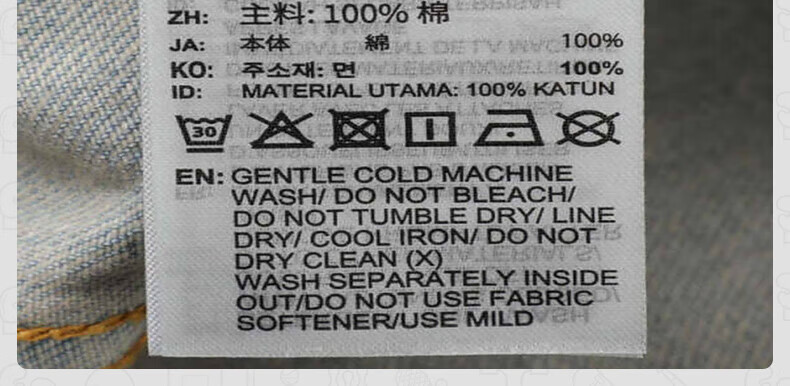 ZH: 主料: 100% 棉
JA: 本体 綿 100%
KO: 주소재: 면 100%
ID: MATERIAL UTAMA: 100% KATUN
30
EN: GENTLE COLD MACHINE
WASH/ DO NOT BLEACH/
DO NOT TUMBLE DRY/ LINE
DRY/ COOL IRON/ DO NOT
DRY CLEAN (X)
WASH SEPARATELY INSIDE
OUT/DO NOT USE FABRIC
SOFTENER/USE MILD